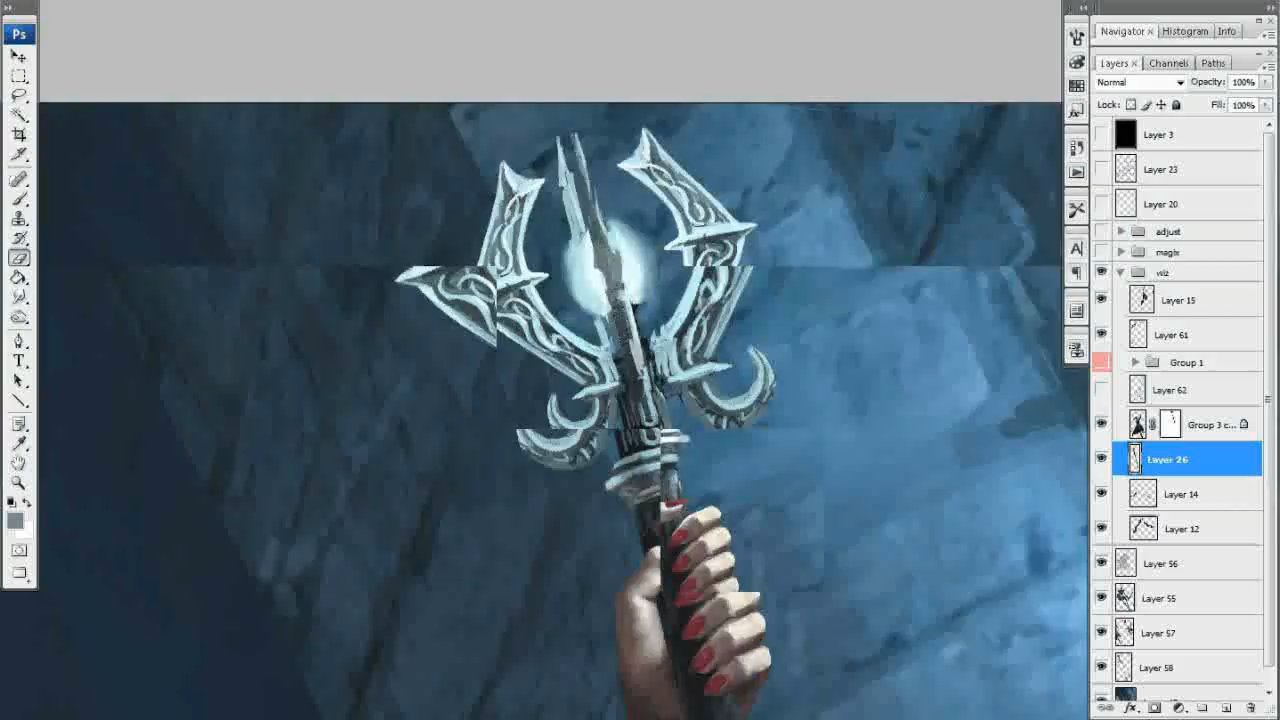 Ps
Navigator × Histogram Info
Layers × Channels Paths
Normal Opacity: 100%
Lock: Fill: 100%
Layer 3
Layer 23
Layer 20
adjust
magix
wiz
Layer 15
Layer 61
Group 1
Layer 62
Group 3 c...
Layer 26
Layer 14
Layer 12
Layer 56
Layer 55
Layer 57
Layer 58
T
A
fx